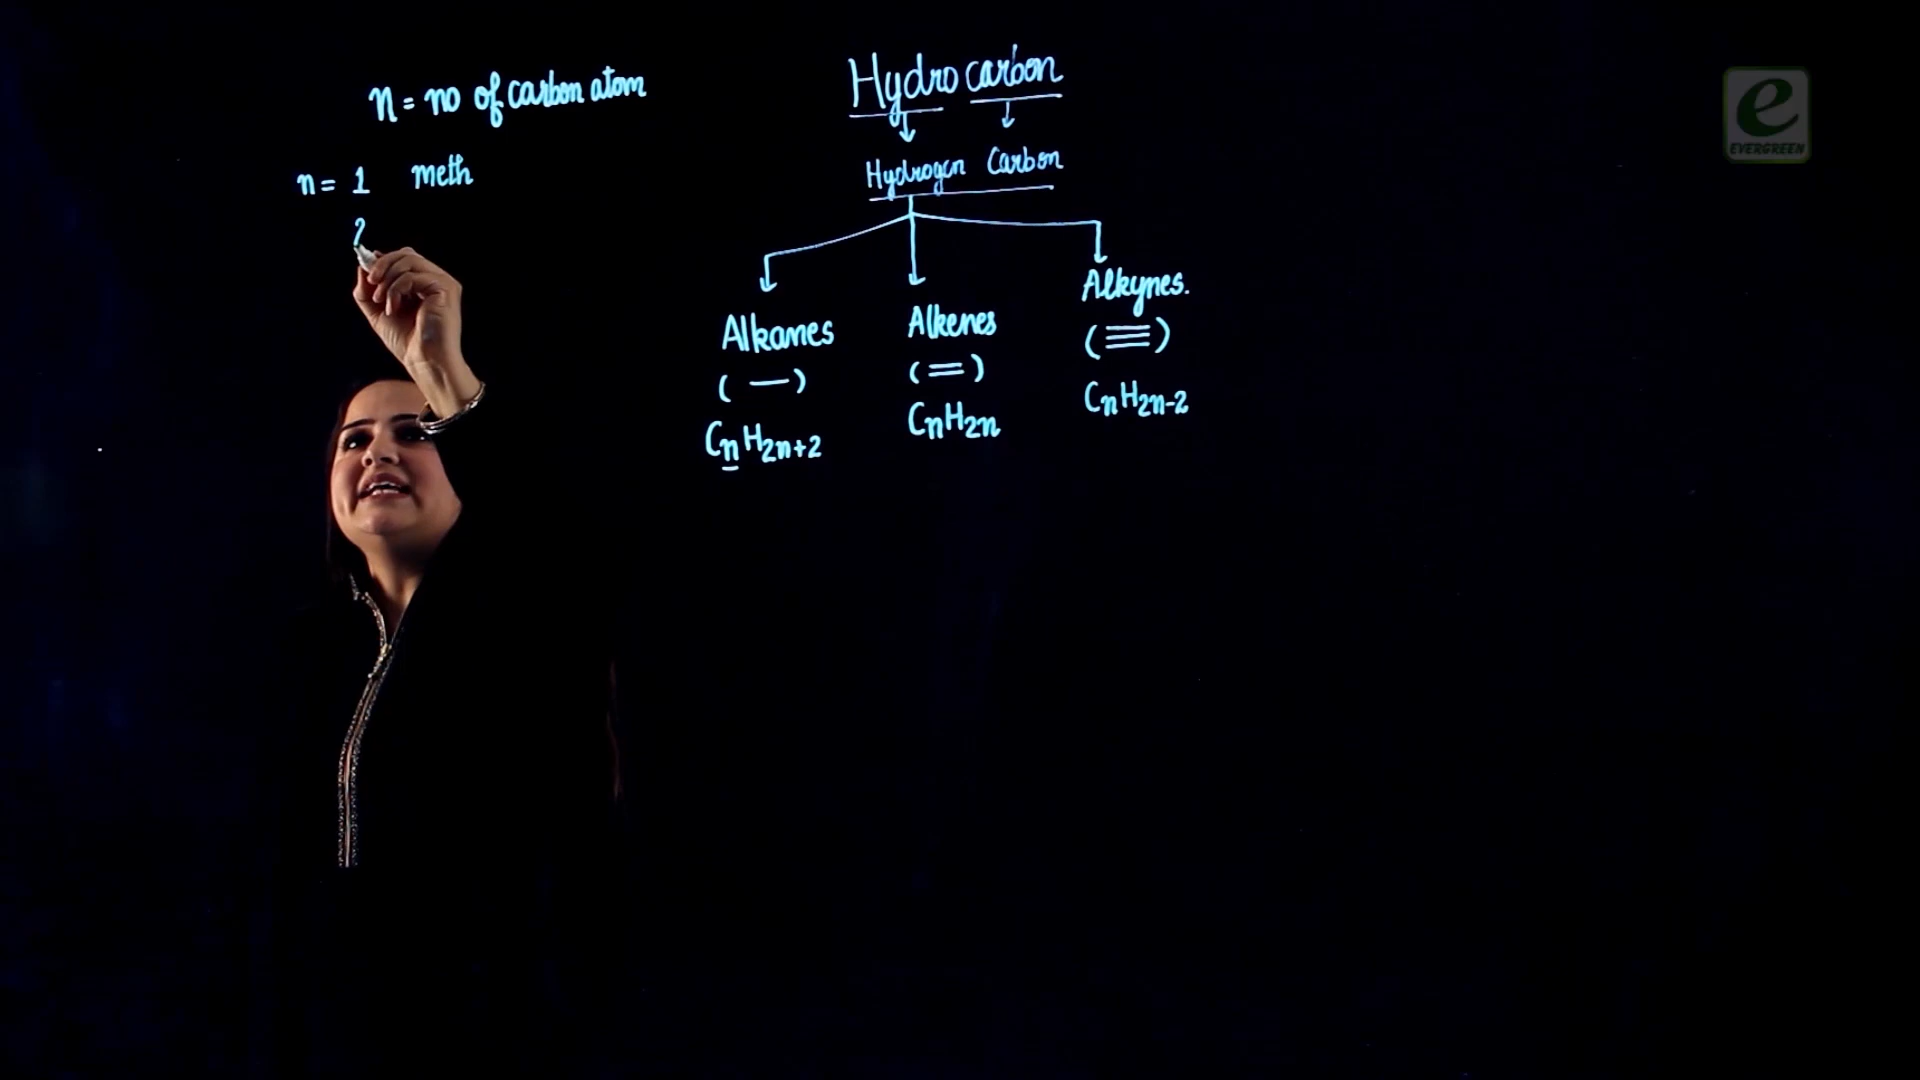 n = no of carbon atom
n = 1 meth
2
Hydrocarbon
Hydrogen Carbon
Alkanes
( — )
CnH2n+2
Alkenes
( = )
CnH2n
Alkynes.
( ≡ )
CnH2n-2
e
EVERGREEN